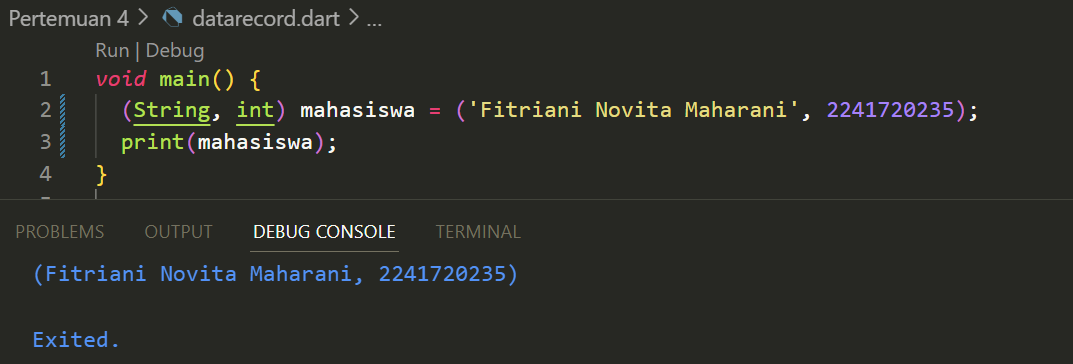 Pertemuan 4 > datarecord.dart > ...
Run | Debug
1 void main() {
2 (String, int) mahasiswa = ('Fitriani Novita Maharani', 2241720235);
3 print(mahasiswa);
4 }
PROBLEMS OUTPUT DEBUG CONSOLE TERMINAL
(Fitriani Novita Maharani, 2241720235)
Exited.